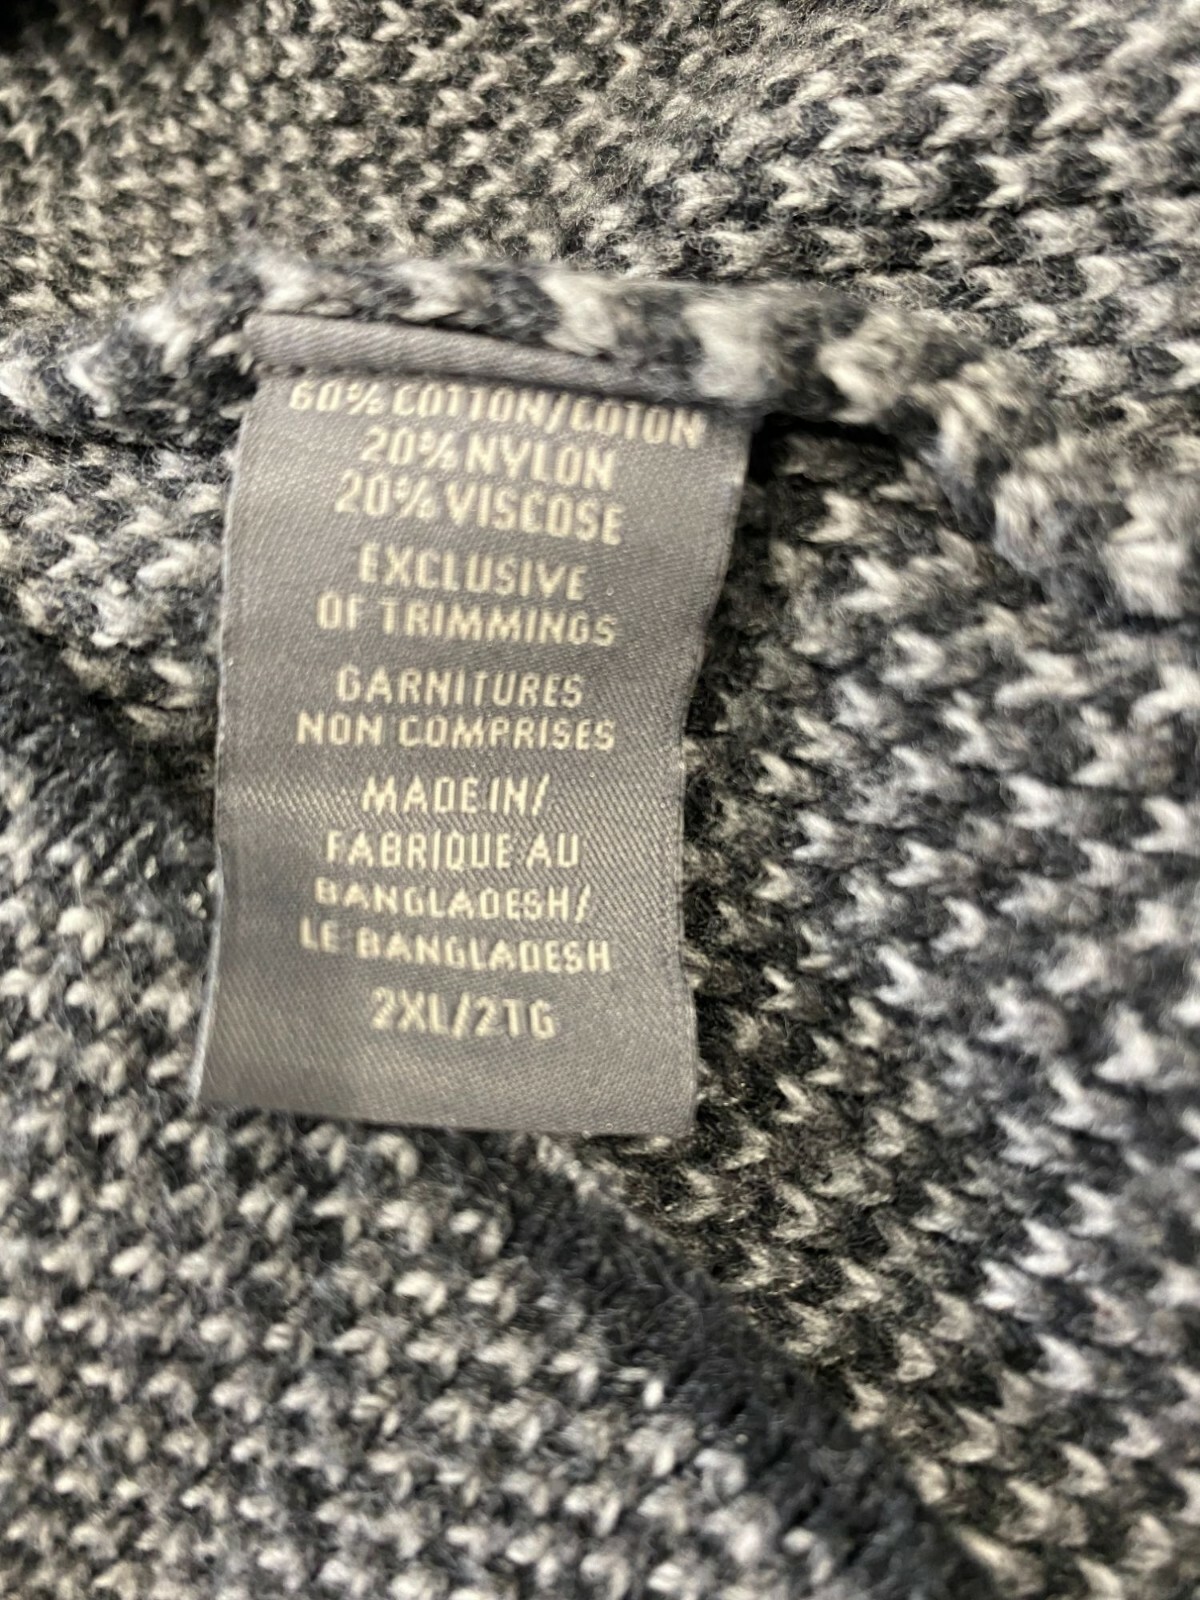 60% COTTON/COTON
20% NYLON
20% VISCOSE
EXCLUSIVE
OF TRIMMINGS
GARNITURES
NON COMPRISES
MADE IN/
FABRIQUE AU
BANGLADESH/
LE BANGLADESH
2XL/2TG